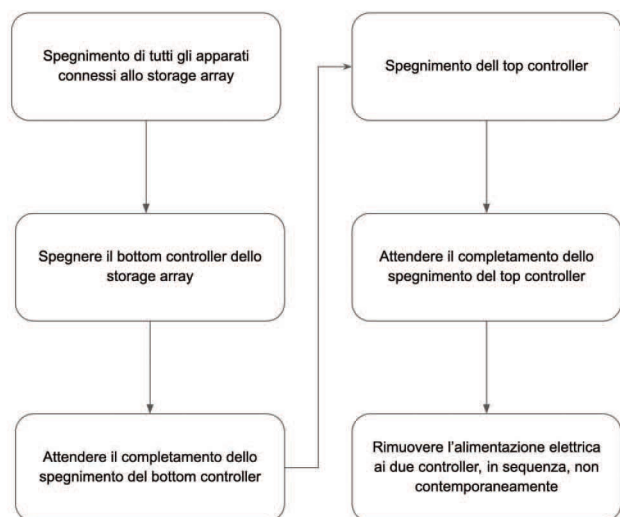 Spegnimento di tutti gli apparati
connessi allo storage array
Spegnere il bottom controller dello
storage array
Attendere il completamento dello
spegnimento del bottom controller
Spegnimento dell top controller
Attendere il completamento dello
spegnimento del top controller
Rimuovere l'alimentazione elettrica
ai due controller, in sequenza, non
contemporaneamente